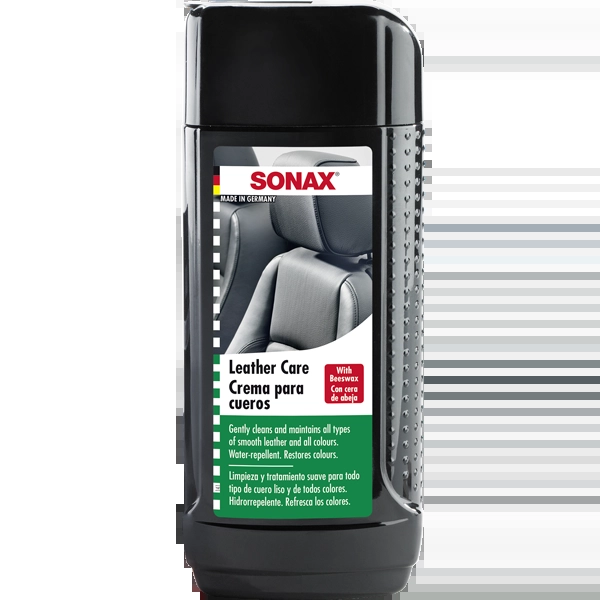 SONAX®
MADE IN GERMANY
Leather Care
Crema para
cueros
With
Beeswax
Con cera
de abeja
Gently cleans and maintains all types
of smooth leather and all colours.
Water-repellent. Restores colours.
Limpieza y tratamiento suave para todo
tipo de cuero liso y de todos colores.
Hidrorrepelente. Refresca los colores.